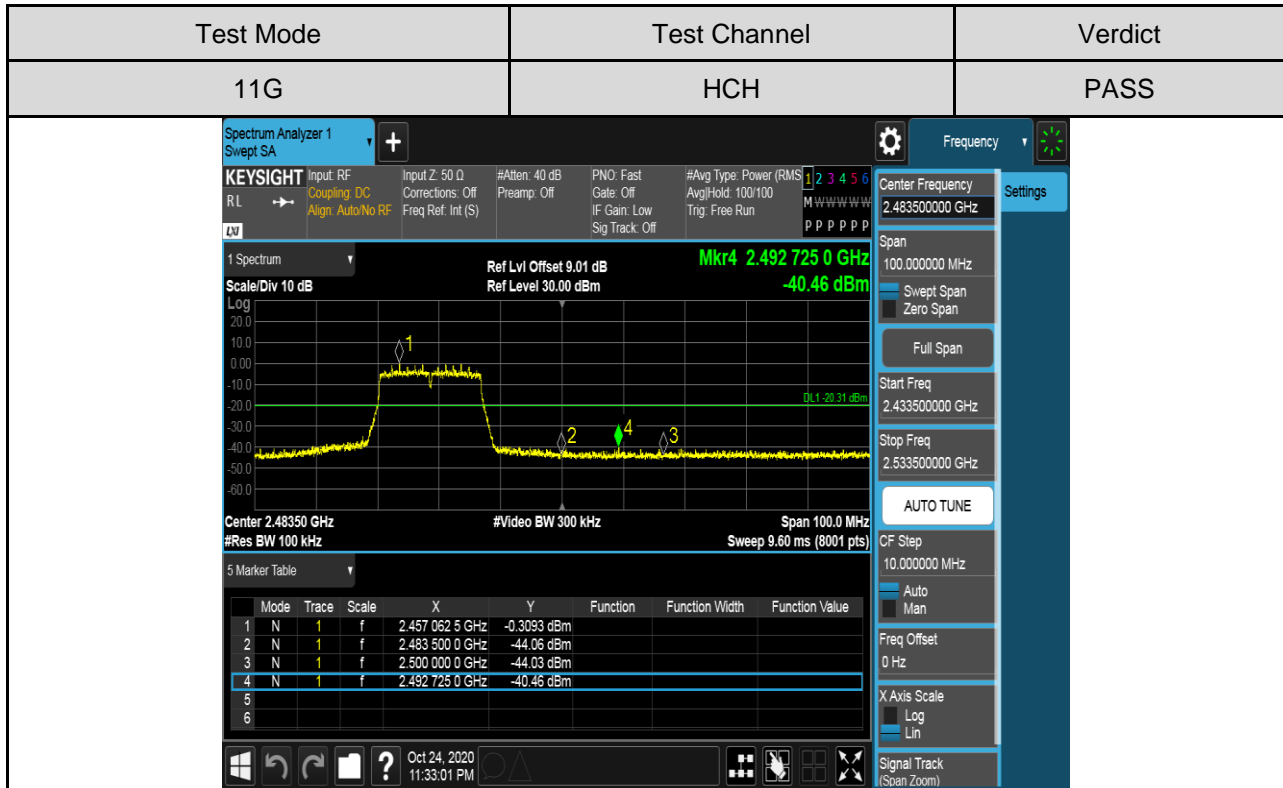 Test Mode Test Channel Verdict
11G HCH PASS
Spectrum Analyzer 1
Swept SA
+
Frequency
KEYSIGHT
RL
LXI
Input: RF
Coupling: DC
Align: Auto/No RF
Input Z: 50 Ω
Corrections: Off
Freq Ref: Int (S)
#Atten: 40 dB
Preamp: Off
PNO: Fast
Gate: Off
IF Gain: Low
Sig Track: Off
#Avg Type: Power (RMS
Avg|Hold: 100/100
Trig: Free Run
1 2 3 4 5 6
M W W W W W
P P P P P P
Center Frequency
2.483500000 GHz
Settings
Span
100.000000 MHz
Swept Span
Zero Span
Full Span
Start Freq
2.433500000 GHz
Stop Freq
2.533500000 GHz
AUTO TUNE
CF Step
10.000000 MHz
Auto
Man
Freq Offset
0 Hz
X Axis Scale
Log
Lin
Signal Track
(Span Zoom)
1 Spectrum
Scale/Div 10 dB
Ref Lvl Offset 9.01 dB
Ref Level 30.00 dBm
Mkr4 2.492 725 0 GHz
-40.46 dBm
Log
20.0
10.0
0.00
-10.0
-20.0
-30.0
-40.0
-50.0
-60.0
1
DL1 -20.31 dBm
2
4
3
Center 2.48350 GHz
#Res BW 100 kHz
#Video BW 300 kHz
Span 100.0 MHz
Sweep 9.60 ms (8001 pts)
5 Marker Table
Mode Trace Scale X Y Function Function Width Function Value
1 N 1 f 2.457 062 5 GHz -0.3093 dBm
2 N 1 f 2.483 500 0 GHz -44.06 dBm
3 N 1 f 2.500 000 0 GHz -44.03 dBm
4 N 1 f 2.492 725 0 GHz -40.46 dBm
5
6
?
Oct 24, 2020
11:33:01 PM